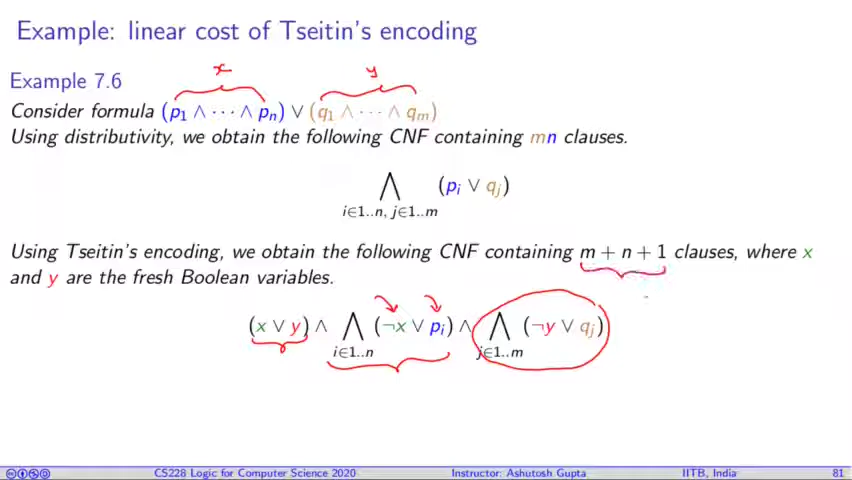 Example: linear cost of Tseitin's encoding
x y
Example 7.6
Consider formula (p₁ ∧ ⋯ ∧ pₙ) ∨ (q₁ ∧ ⋯ ∧ qₘ)
Using distributivity, we obtain the following CNF containing mn clauses.
⋀ (pᵢ ∨ qⱼ)
i∈1..n, j∈1..m
Using Tseitin's encoding, we obtain the following CNF containing m + n + 1 clauses, where x
and y are the fresh Boolean variables.
(x ∨ y) ∧ ⋀ (¬x ∨ pᵢ) ∧ ⋀ (¬y ∨ qⱼ)
i∈1..n j∈1..m
CS228 Logic for Computer Science 2020 Instructor: Ashutosh Gupta IITB, India 81